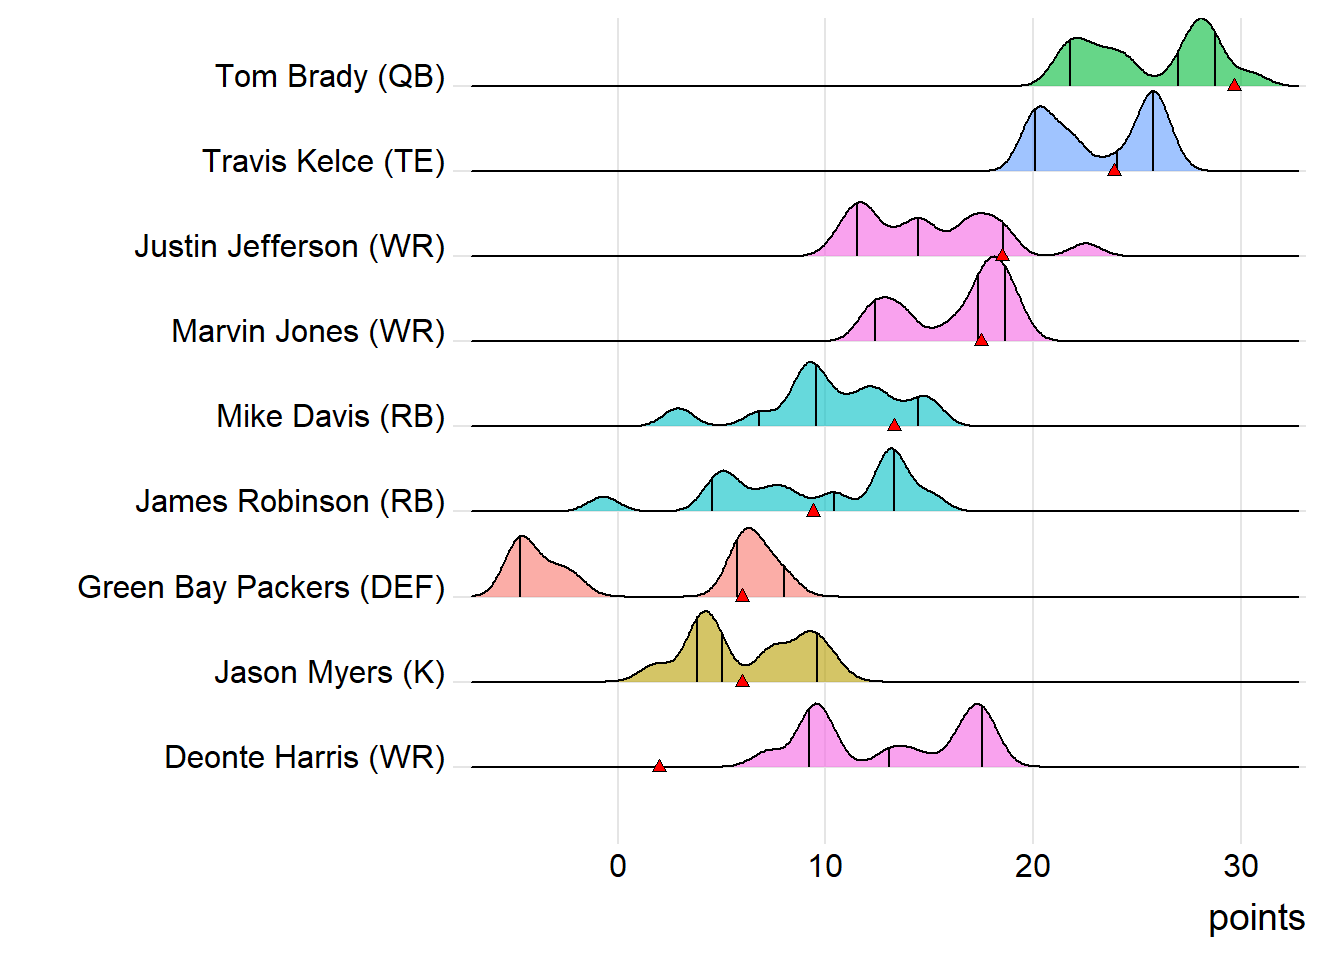 Tom Brady (QB)
Travis Kelce (TE)
Justin Jefferson (WR)
Marvin Jones (WR)
Mike Davis (RB)
James Robinson (RB)
Green Bay Packers (DEF)
Jason Myers (K)
Deonte Harris (WR)
0 10 20 30
points